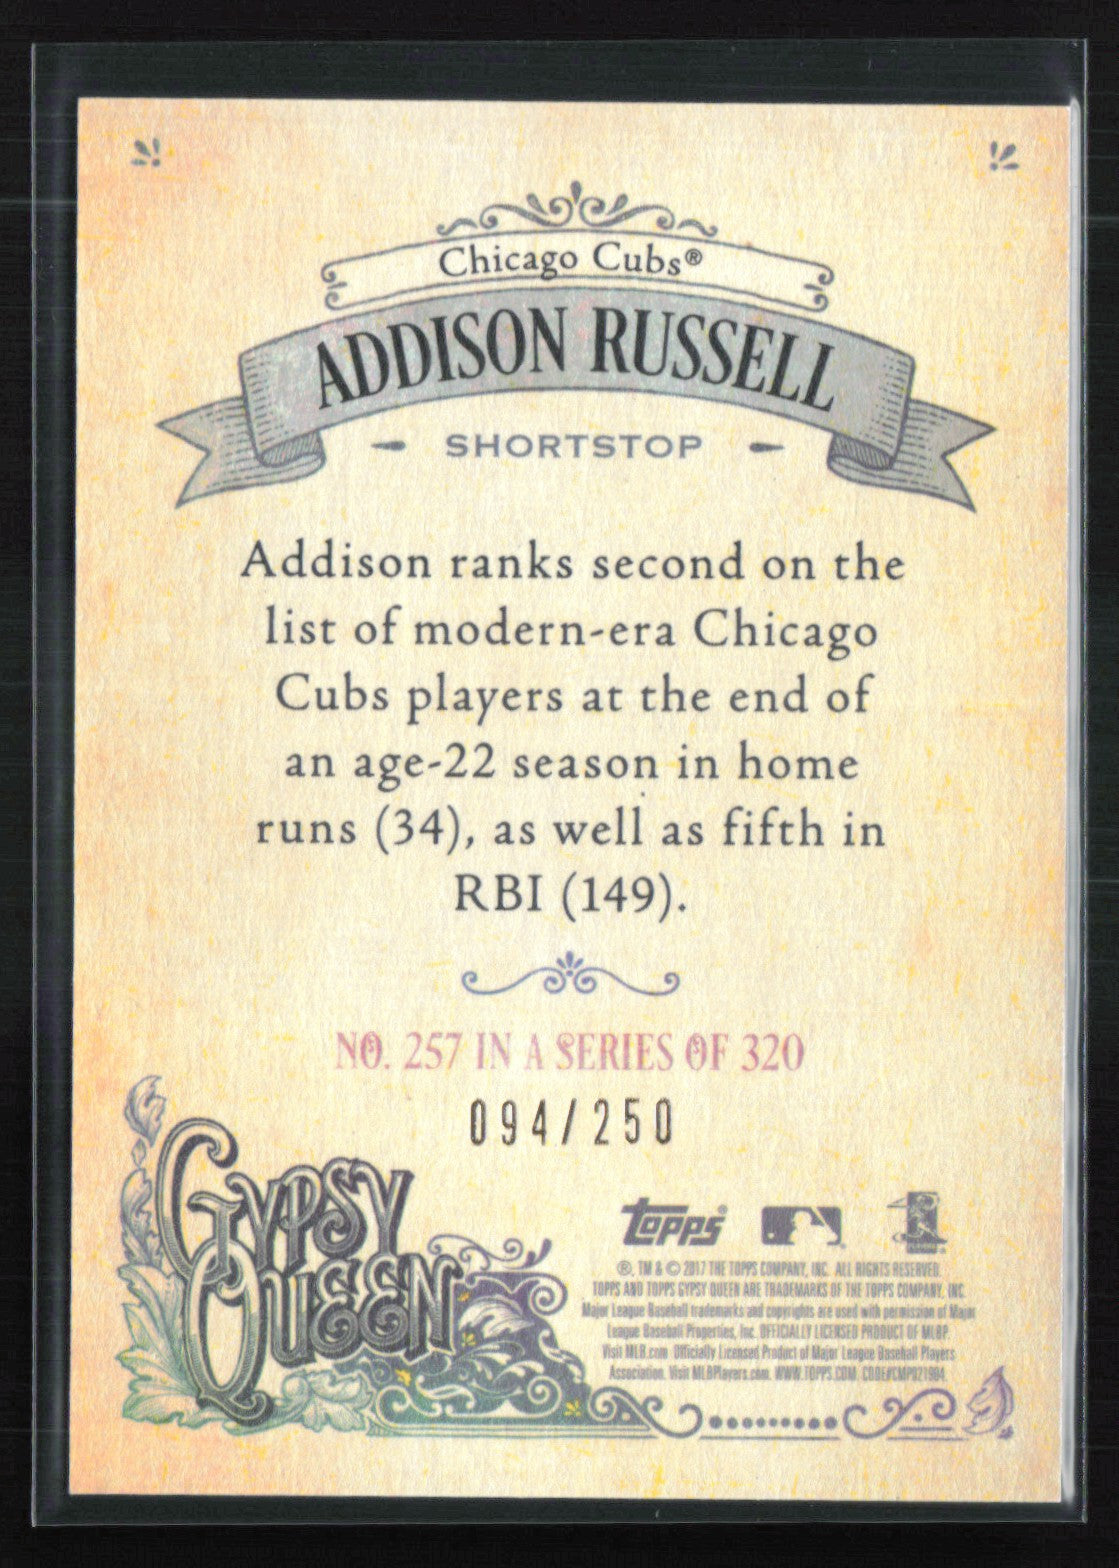 Chicago Cubs®
ADDISON RUSSELL
SHORTSTOP
Addison ranks second on the
list of modern-era Chicago
Cubs players at the end of
an age-22 season in home
runs (34), as well as fifth in
RBI (149).
NO. 257 IN A SERIES OF 320
094/250
GYPSY
QUEEN
Topps®
®, TM & © 2017 THE TOPPS COMPANY, INC. ALL RIGHTS RESERVED.
TOPPS AND TOPPS GYPSY QUEEN ARE TRADEMARKS OF THE TOPPS COMPANY, INC.
Major League Baseball trademarks and copyrights are used with permission of Major
League Baseball Properties, Inc. OFFICIALLY LICENSED PRODUCT OF MLBP
Visit MLB.com Officially Licensed Product of Major League Baseball Players
Association. Visit MLBPlayers.com. WWW.TOPPS.COM CODE#CMP021904